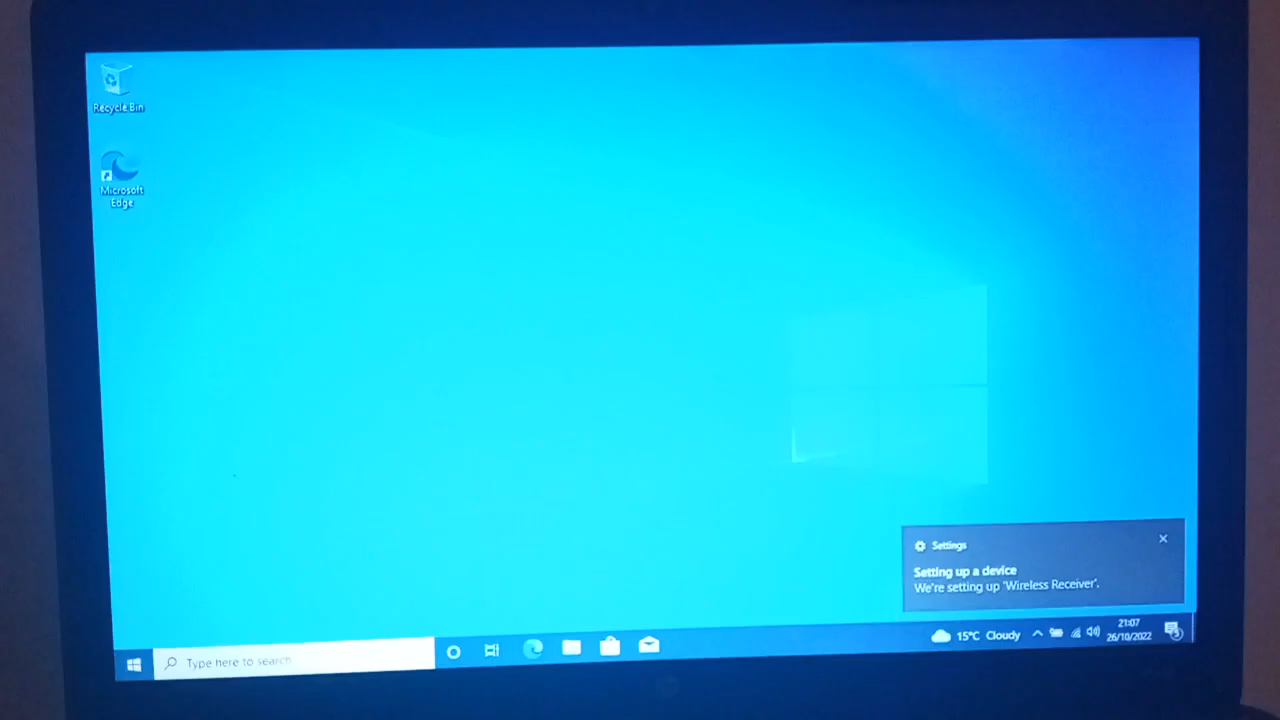 Recycle Bin
Microsoft
Edge
Settings
Setting up a device
We're setting up 'Wireless Receiver'.
Type here to search
15°C Cloudy
21:07
26/10/2022
3